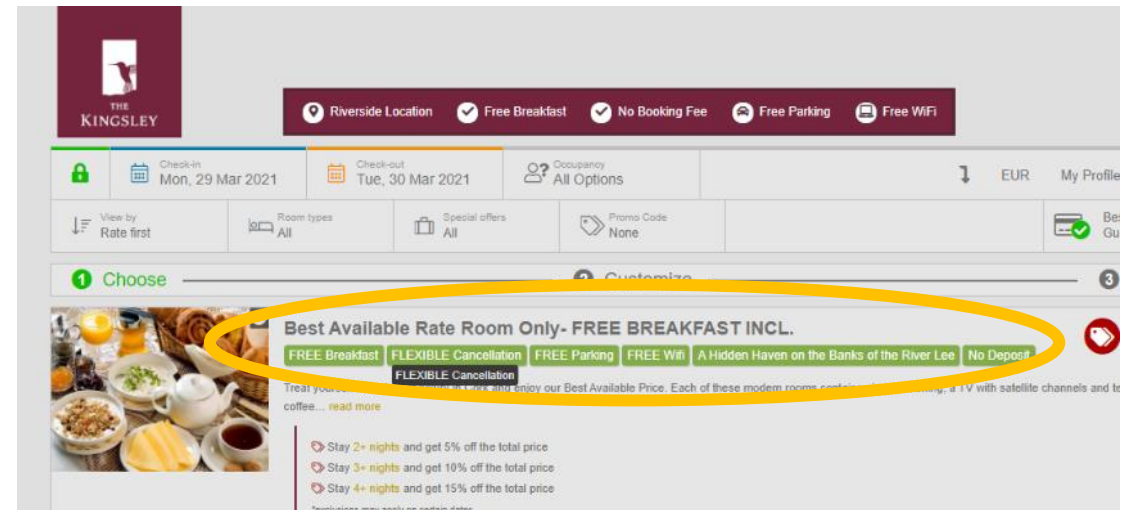 THE
KINGSLEY
Riverside Location Free Breakfast No Booking Fee Free Parking Free WiFi
Check-in Check-out Occupancy
Mon, 29 Mar 2021 Tue, 30 Mar 2021 All Options EUR My Profile
View by Room types Special offers Promo Code
Rate first All All None
1 Choose 2 Customize 3
Best Available Rate Room Only- FREE BREAKFAST INCL.
FREE Breakfast FLEXIBLE Cancellation FREE Parking FREE Wifi A Hidden Haven on the Banks of the River Lee No Deposit
FLEXIBLE Cancellation
Treat and enjoy our Best Available Price. Each of these modern rooms a TV with satellite channels and
coffee... read more
Stay 2+ nights and get 5% off the total price
Stay 3+ nights and get 10% off the total price
Stay 4+ nights and get 15% off the total price